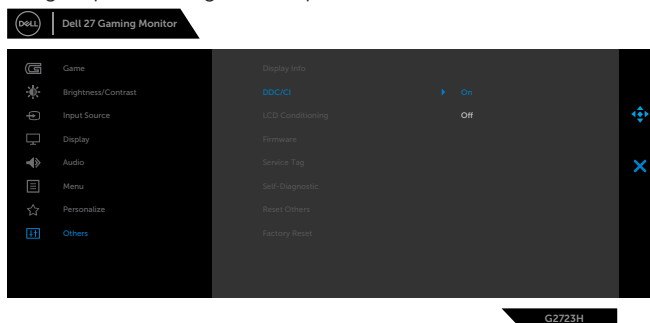 DELL Dell 27 Gaming Monitor
Game Display Info
Brightness/Contrast DDC/CI On
Input Source LCD Conditioning Off
Display Firmware
Audio Service Tag
Menu Self-Diagnostic
Personalize Reset Others
Others Factory Reset
G2723H